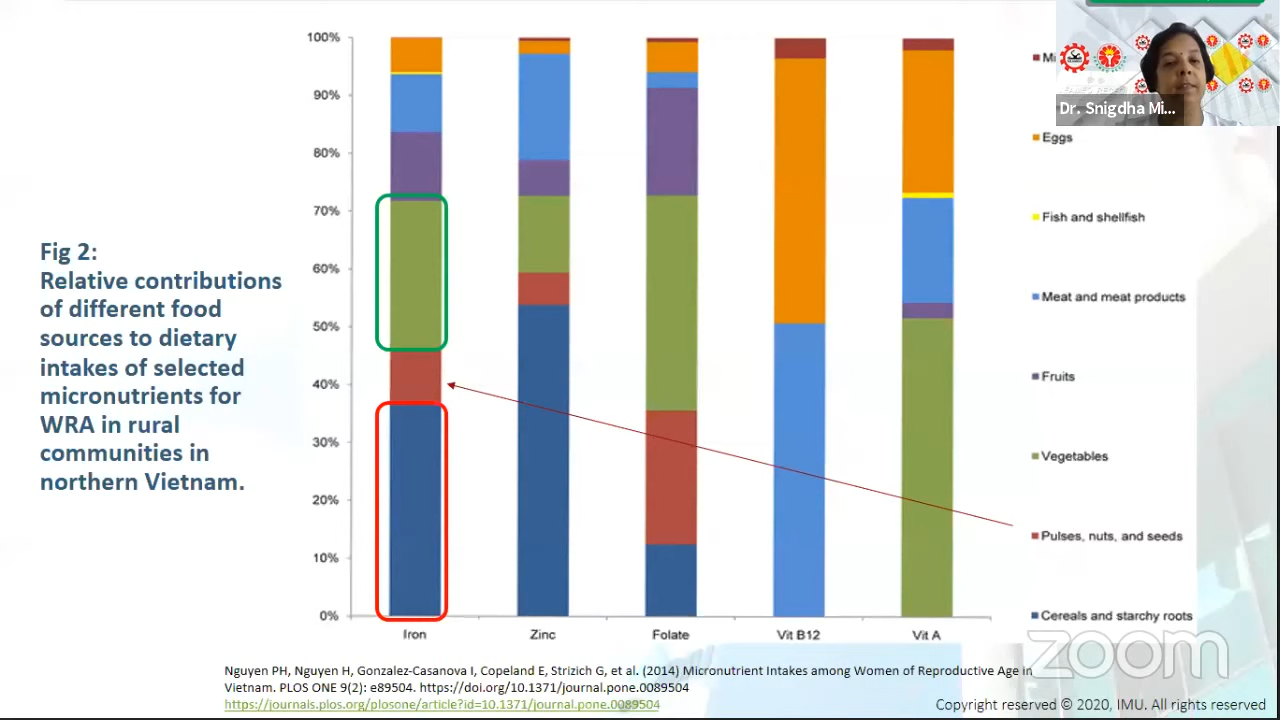 Fig 2:
Relative contributions
of different food
sources to dietary
intakes of selected
micronutrients for
WRA in rural
communities in
northern Vietnam.
100%
90%
80%
70%
60%
50%
40%
30%
20%
10%
0%
Iron
Zinc
Folate
Vit B12
Vit A
Eggs
Fish and shellfish
Meat and meat products
Fruits
Vegetables
Pulses, nuts, and seeds
Cereals and starchy roots
Dr. Snigdha Mi...
zoom
Nguyen PH, Nguyen H, Gonzalez-Casanova I, Copeland E, Strizich G, et al. (2014) Micronutrient Intakes among Women of Reproductive Age in
Vietnam. PLOS ONE 9(2): e89504. https://doi.org/10.1371/journal.pone.0089504
https://journals.plos.org/plosone/article?id=10.1371/journal.pone.0089504
Copyright reserved © 2020, IMU. All rights reserved